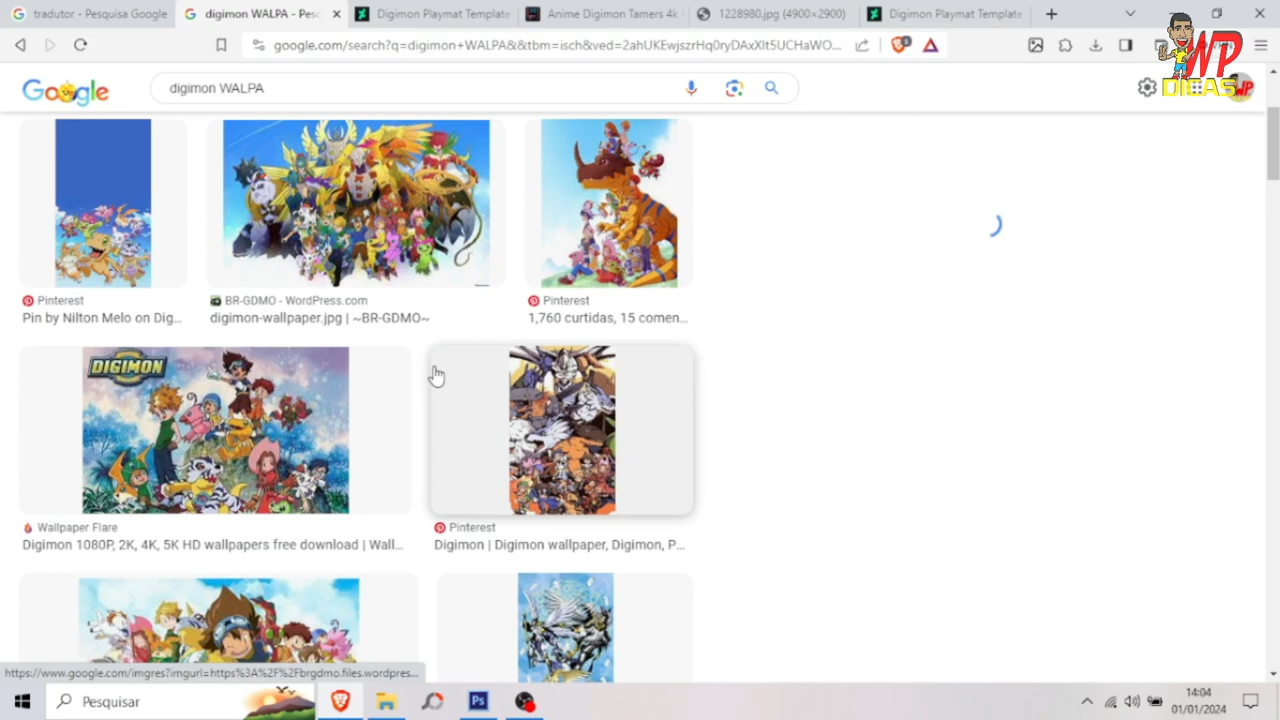 tradutor - Pesquisa Google
digimon WALPA - Pesq
Digimon Playmat Template
Anime Digimon Tamers 4k
1228980.jpg (4900×2900)
Digimon Playmat Template
google.com/search?q=digimon+WALPA&&tbm=isch&ved=2ahUKEwjszrHq0ryDAxXIt5UCHaWO...
WP
DICAS
Google
digimon WALPA
Pinterest
Pin by Nilton Melo on Dig...
BR-GDMO - WordPress.com
digimon-wallpaper.jpg | ~BR-GDMO~
Pinterest
1,760 curtidas, 15 comen...
DIGIMON
Wallpaper Flare
Digimon 1080P, 2K, 4K, 5K HD wallpapers free download | Wall...
Pinterest
Digimon | Digimon wallpaper, Digimon, P...
https://www.google.com/imgres?imgurl=https%3A%2F%2Fbrgdmo.files.wordpres...
Pesquisar
Ps
14:04
01/01/2024